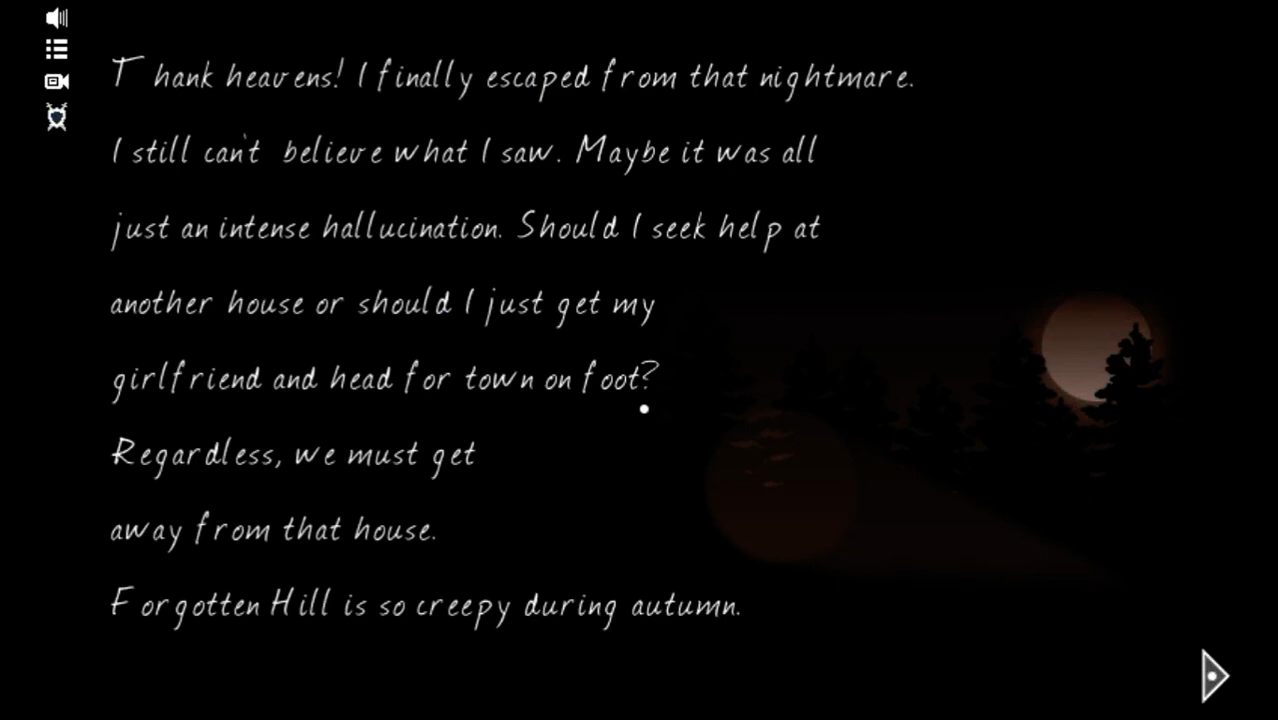 Thank heavens! I finally escaped from that nightmare.
I still can't believe what I saw. Maybe it was all
just an intense hallucination. Should I seek help at
another house or should I just get my
girlfriend and head for town on foot?
Regardless, we must get
away from that house.
Forgotten Hill is so creepy during autumn.